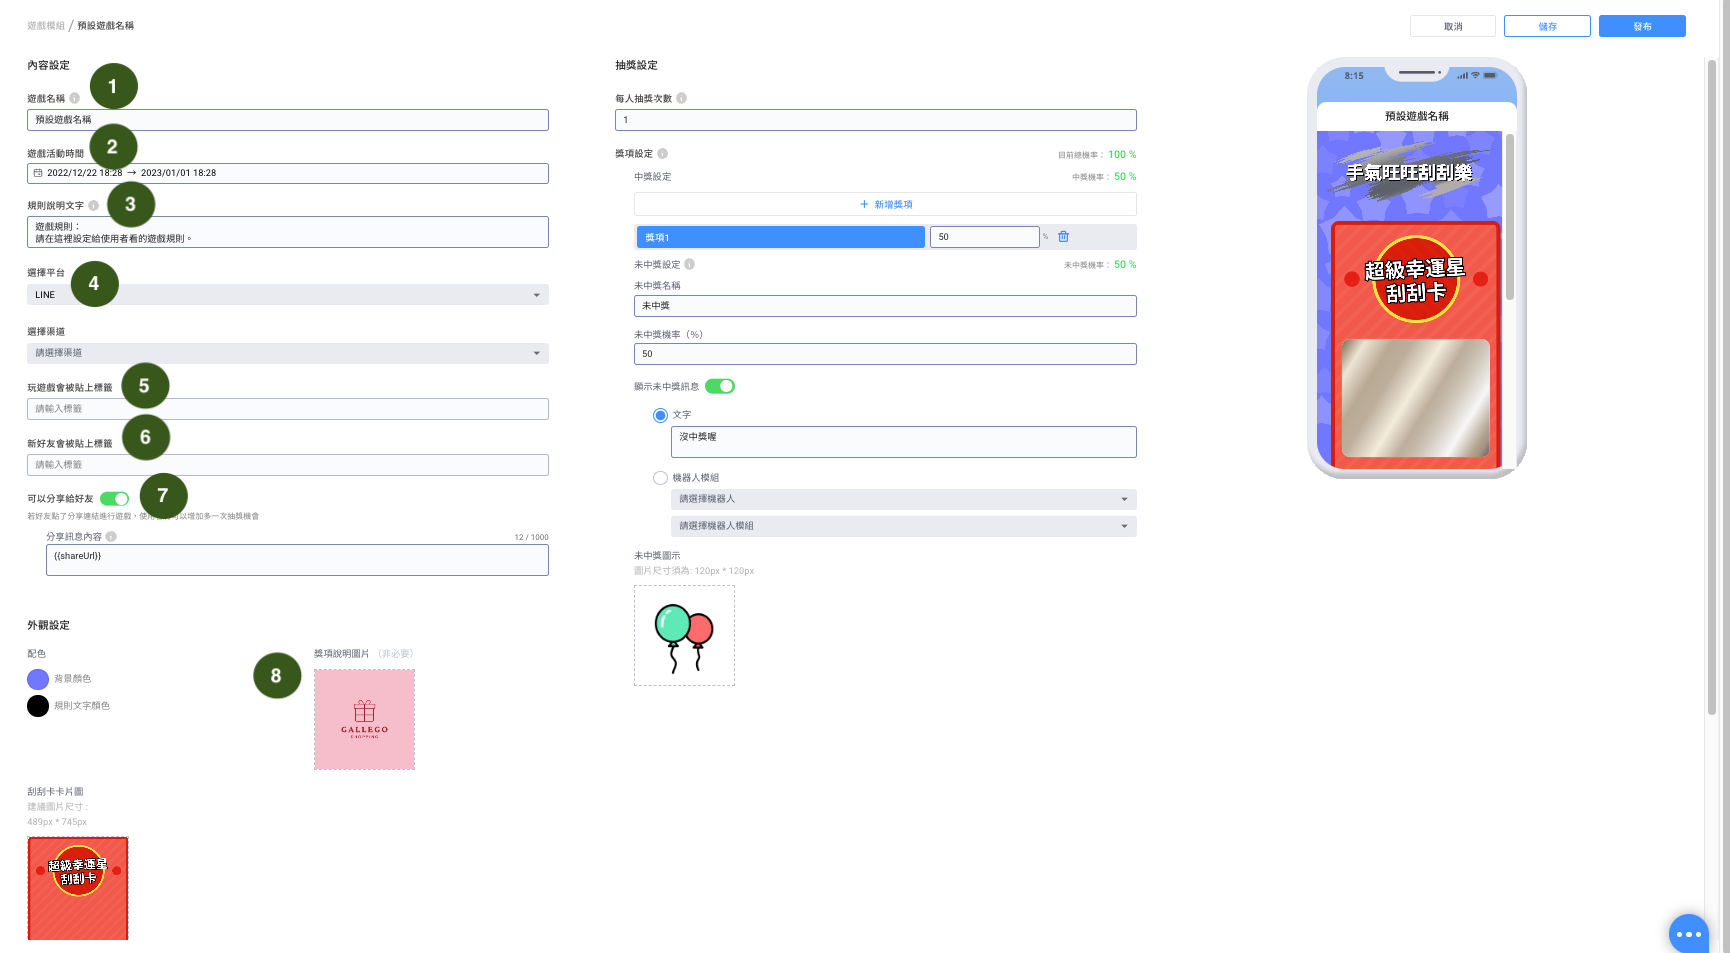 遊戲模組 / 預設遊戲名稱
取消
儲存
發布
內容設定
1
遊戲名稱
預設遊戲名稱
2
遊戲活動時間
2022/12/22 18:28 → 2023/01/01 18:28
3
規則說明文字
遊戲規則：
請在這裡設定給使用者看的遊戲規則。
選擇平台
4
LINE
選擇渠道
請選擇渠道
玩遊戲會被貼上標籤
5
請輸入標籤
新好友會被貼上標籤
6
請輸入標籤
可以分享給好友
7
若好友點了分享連結進行遊戲，使用 可以增加多一次抽獎機會
分享訊息內容
12 / 1000
{{shareUrl}}
外觀設定
配色
背景顏色
規則文字顏色
8
獎項說明圖片 （非必要）
GALLEGO
SHOPPING
刮刮卡卡片圖
建議圖片尺寸 :
489px * 745px
超級幸運星
刮刮卡
抽獎設定
每人抽獎次數
1
獎項設定
目前總機率： 100 %
中獎設定
中獎機率： 50 %
＋ 新增獎項
獎項1
50
%
未中獎設定
未中獎機率： 50 %
未中獎名稱
未中獎
未中獎機率（%）
50
顯示未中獎訊息
文字
沒中獎喔
機器人模組
請選擇機器人
請選擇機器人模組
未中獎圖示
圖片尺寸須為: 120px * 120px
8:15
預設遊戲名稱
手氣旺旺刮刮樂
超級幸運星
刮刮卡